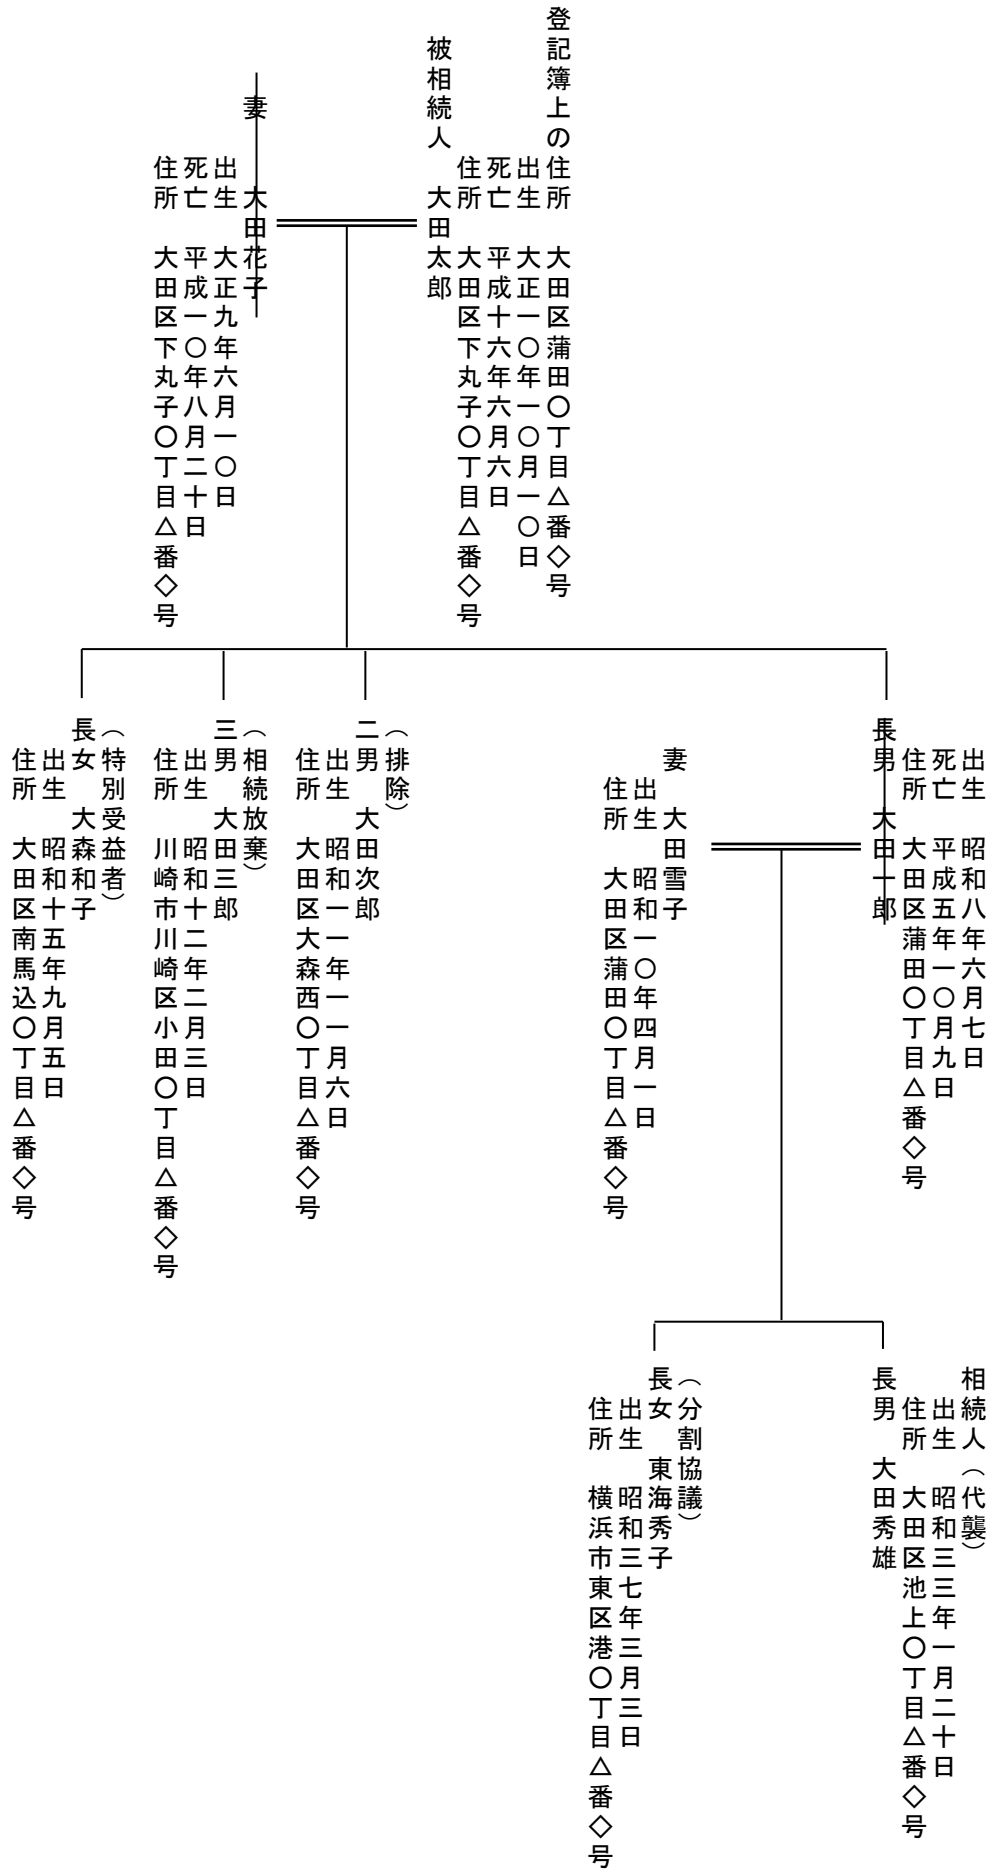 登記簿上の住所 大田区蒲田〇丁目△番◇号
出生 大正一〇年一〇月一〇日
死亡 平成十六年六月六日
住所 大田区下丸子〇丁目△番◇号
被相続人 大田太郎
妻 大田花子
出生 大正九年六月一〇日
死亡 平成一〇年八月二十日
住所 大田区下丸子〇丁目△番◇号
出生 昭和八年六月七日
死亡 平成五年一〇月九日
住所 大田区蒲田〇丁目△番◇号
長男 大田一郎
妻 大田雪子
出生 昭和一〇年四月一日
住所 大田区蒲田〇丁目△番◇号
（排除）
二男 大田次郎
出生 昭和一一年一一月六日
住所 大田区大森西〇丁目△番◇号
（相続放棄）
三男 大田三郎
出生 昭和十二年二月三日
住所 川崎市川崎区小田〇丁目△番◇号
（特別受益者）
長女 大森和子
出生 昭和十五年九月五日
住所 大田区南馬込〇丁目△番◇号
相続人（代襲）
出生 昭和三三年一月二十日
住所 大田区池上〇丁目△番◇号
長男 大田秀雄
（分割協議）
長女 東海秀子
出生 昭和三七年三月三日
住所 横浜市東区港〇丁目△番◇号